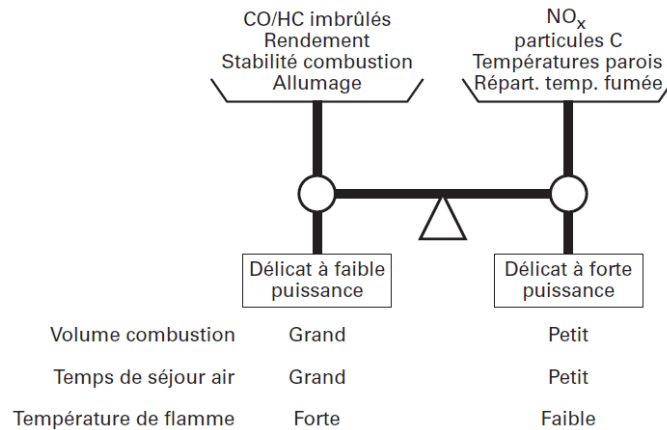 CO/HC imbrûlés
Rendement
Stabilité combustion
Allumage
NOx
particules C
Températures parois
Répart. temp. fumée
Délicat à faible
puissance
Délicat à forte
puissance
Volume combustion Grand Petit
Temps de séjour air Grand Petit
Température de flamme Forte Faible